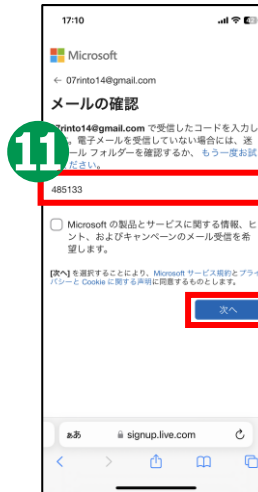 17:10
Microsoft
← 07rinto14@gmail.com
メールの確認
rinto14@gmail.com で受信したコードを入力し
。電子メールを受信していない場合には、迷
ール フォルダーを確認するか、もう一度お試
ださい。
11
485133
Microsoft の製品とサービスに関する情報、ヒ
ント、およびキャンペーンのメール受信を希
望します。
[次へ] を選択することにより、Microsoft サービス規約とプライ
バシーと Cookie に関する声明に同意するものとします。
次へ
ぁあ signup.live.com